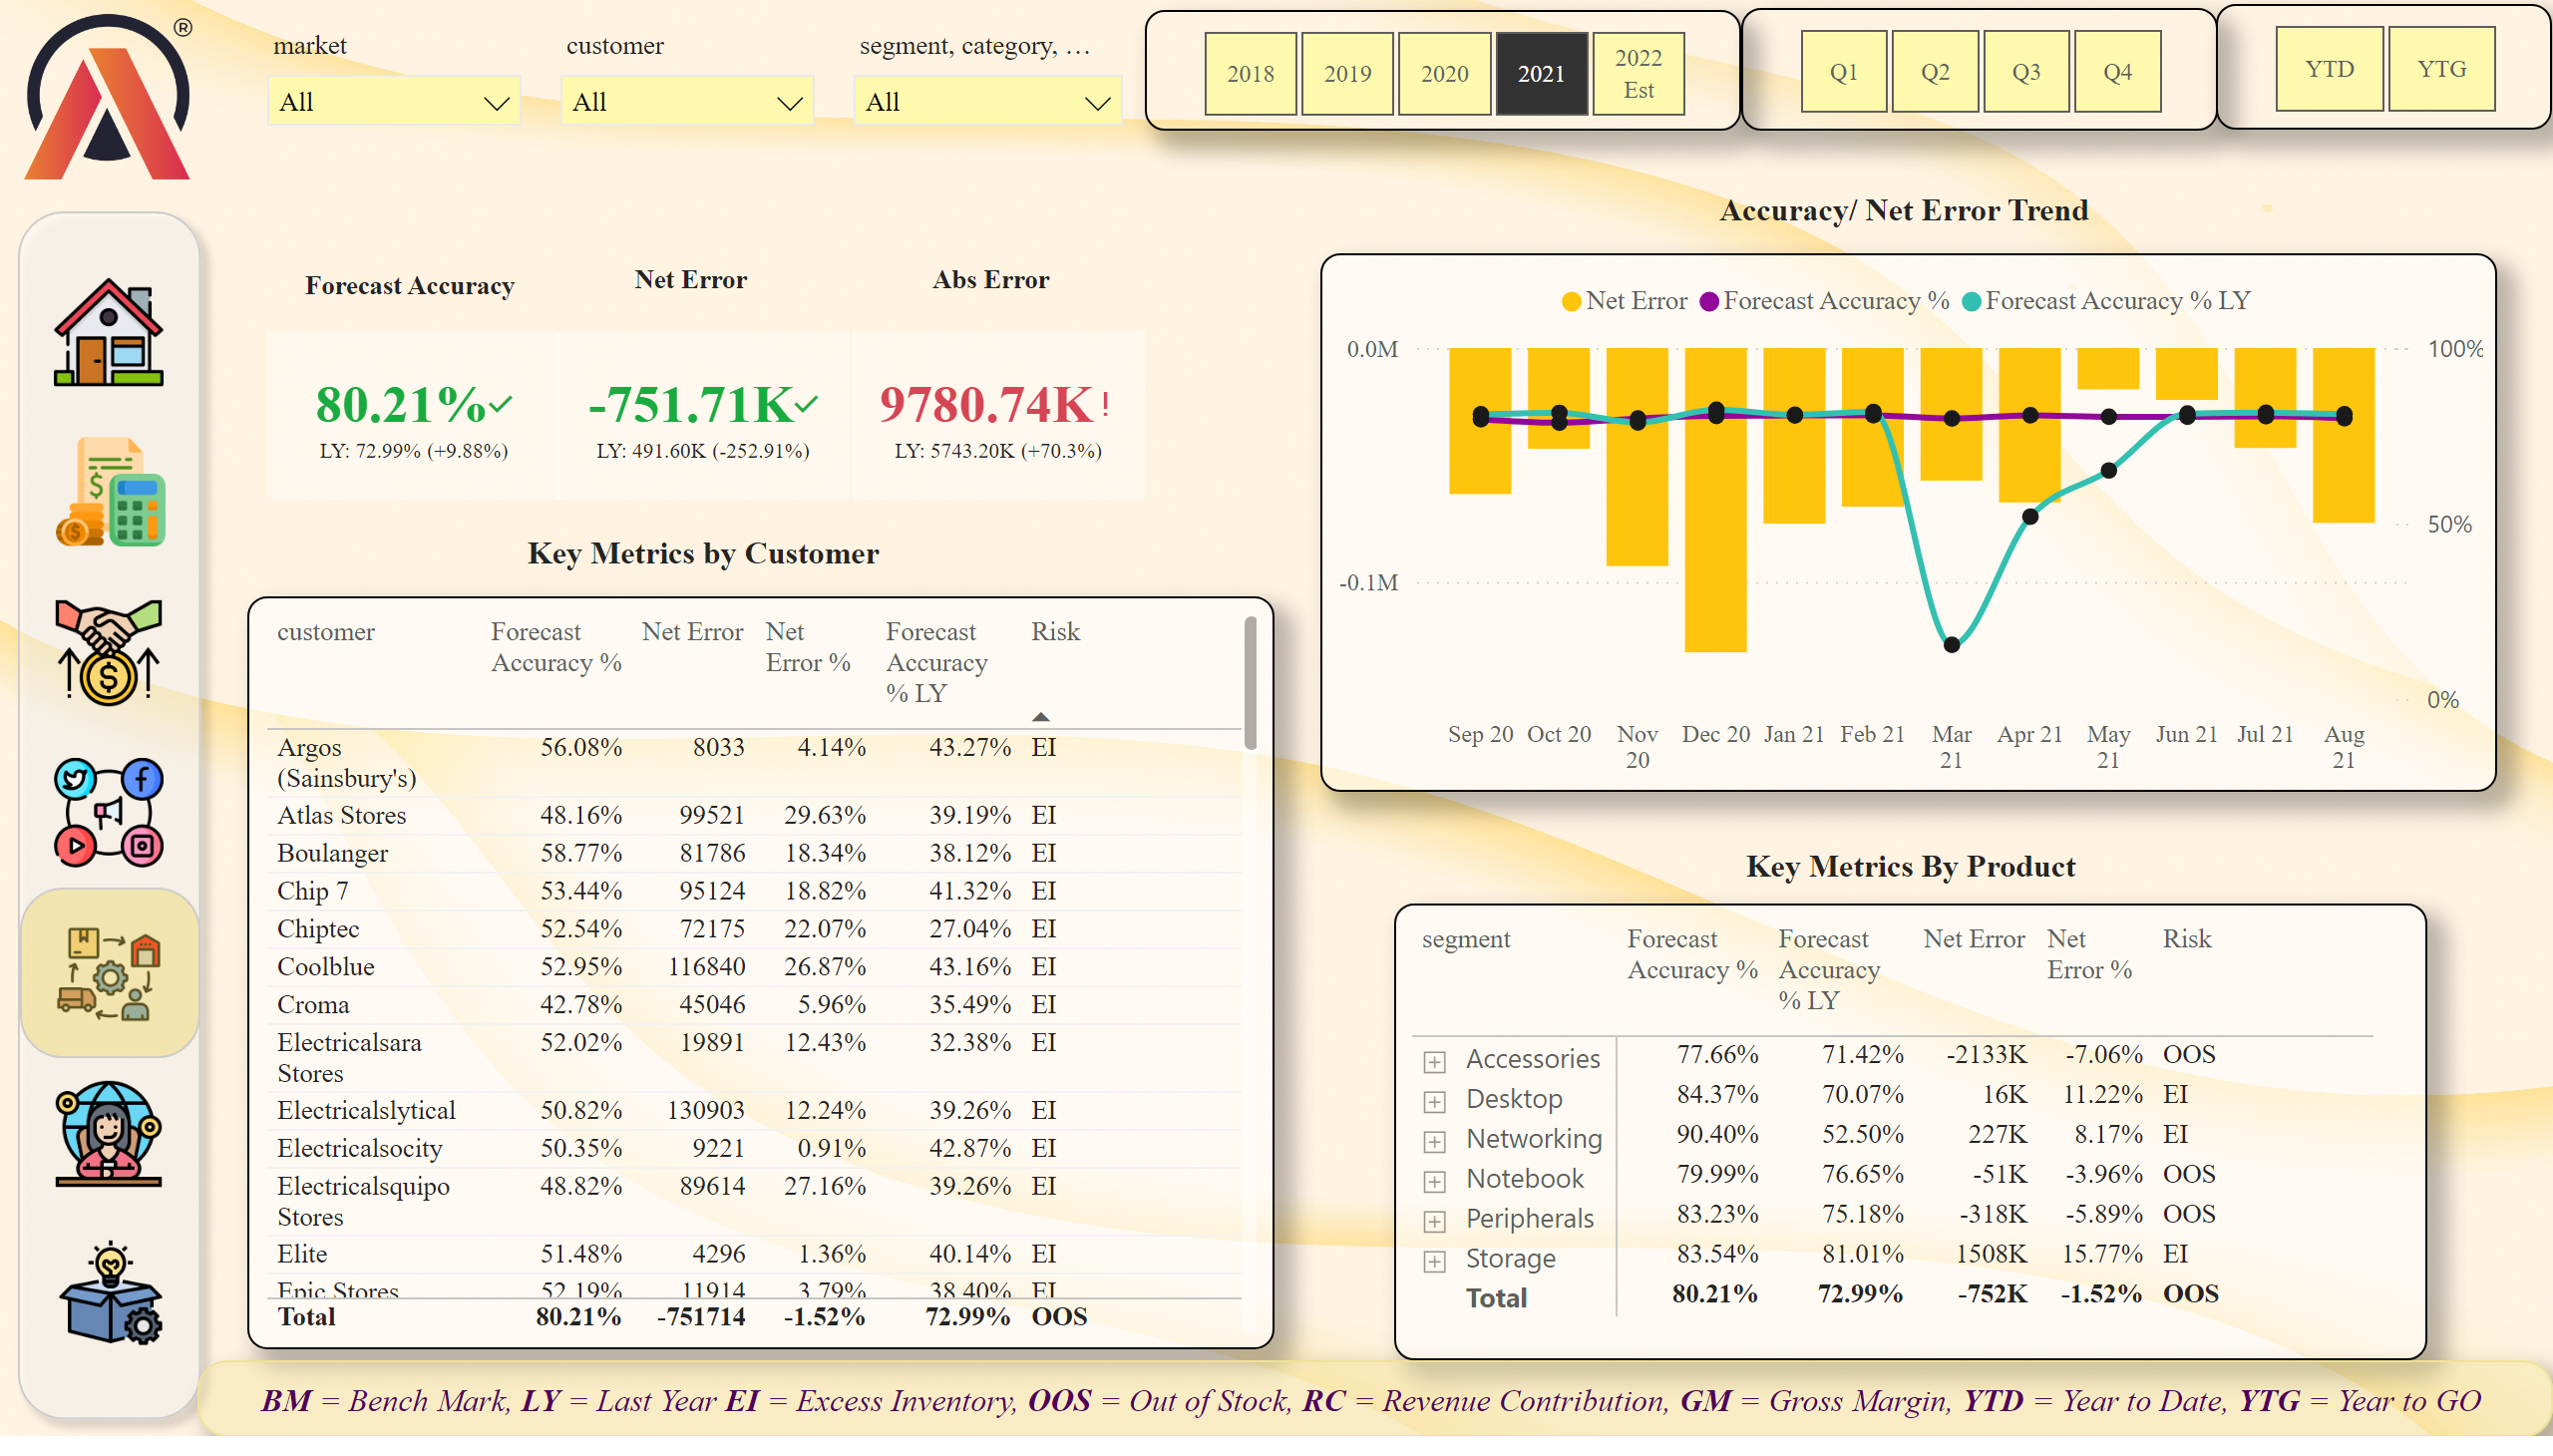 ®
market
customer
segment, category, …
All
All
All
2018
2019
2020
2021
2022
Est
Q1
Q2
Q3
Q4
YTD
YTG
Forecast Accuracy
Net Error
Abs Error
80.21%
-751.71K
9780.74K !
LY: 72.99% (+9.88%)
LY: 491.60K (-252.91%)
LY: 5743.20K (+70.3%)
Accuracy/ Net Error Trend
Net Error Forecast Accuracy % Forecast Accuracy % LY
0.0M
-0.1M
100%
50%
0%
Sep 20 Oct 20 Nov 20 Dec 20 Jan 21 Feb 21 Mar 21 Apr 21 May 21 Jun 21 Jul 21 Aug 21
Key Metrics by Customer
customer Forecast Accuracy % Net Error Net Error % Forecast Accuracy % LY Risk
Argos (Sainsbury's) 56.08% 8033 4.14% 43.27% EI
Atlas Stores 48.16% 99521 29.63% 39.19% EI
Boulanger 58.77% 81786 18.34% 38.12% EI
Chip 7 53.44% 95124 18.82% 41.32% EI
Chiptec 52.54% 72175 22.07% 27.04% EI
Coolblue 52.95% 116840 26.87% 43.16% EI
Croma 42.78% 45046 5.96% 35.49% EI
Electricalsara Stores 52.02% 19891 12.43% 32.38% EI
Electricalslytical 50.82% 130903 12.24% 39.26% EI
Electricalsocity 50.35% 9221 0.91% 42.87% EI
Electricalsquipo Stores 48.82% 89614 27.16% 39.26% EI
Elite 51.48% 4296 1.36% 40.14% EI
Epic Stores 52.19% 11914 3.79% 38.40% EI
Total 80.21% -751714 -1.52% 72.99% OOS
Key Metrics By Product
segment Forecast Accuracy % Forecast Accuracy % LY Net Error Net Error % Risk
Accessories 77.66% 71.42% -2133K -7.06% OOS
Desktop 84.37% 70.07% 16K 11.22% EI
Networking 90.40% 52.50% 227K 8.17% EI
Notebook 79.99% 76.65% -51K -3.96% OOS
Peripherals 83.23% 75.18% -318K -5.89% OOS
Storage 83.54% 81.01% 1508K 15.77% EI
Total 80.21% 72.99% -752K -1.52% OOS
BM = Bench Mark, LY = Last Year EI = Excess Inventory, OOS = Out of Stock, RC = Revenue Contribution, GM = Gross Margin, YTD = Year to Date, YTG = Year to GO